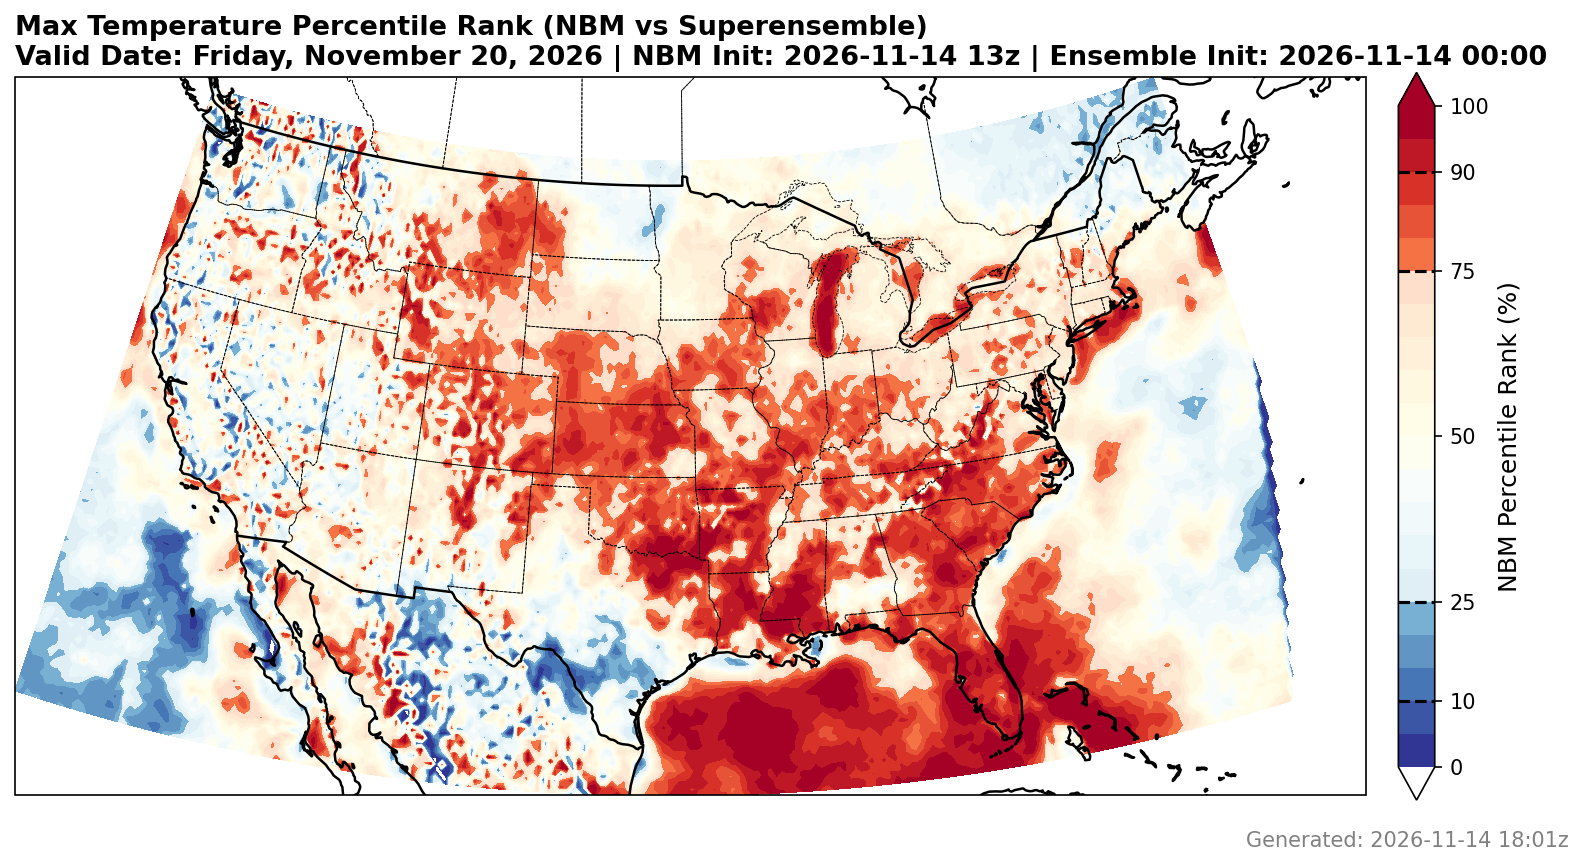 Max Temperature Percentile Rank (NBM vs Superensemble)
Valid Date: Friday, November 20, 2026 | NBM Init: 2026-11-14 13z | Ensemble Init: 2026-11-14 00:00
100
90
75
50
25
10
0
NBM Percentile Rank (%)
Generated: 2026-11-14 18:01z